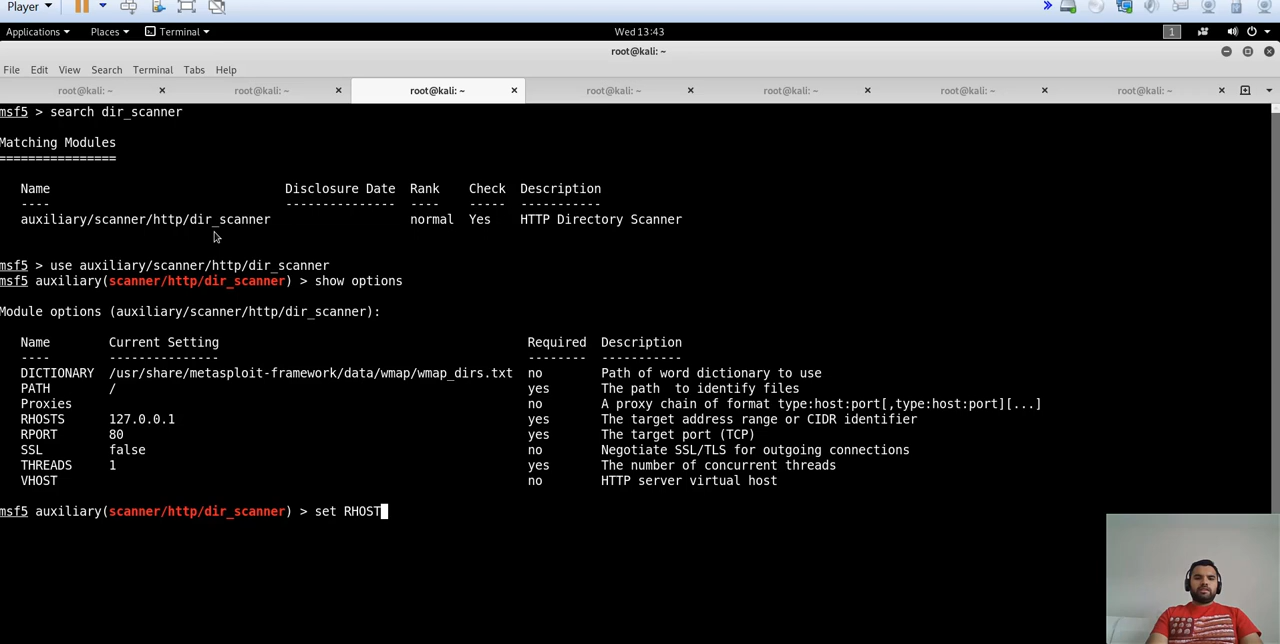 Player
Applications Places Terminal Wed 13:43 1
root@kali: ~
File Edit View Search Terminal Tabs Help
root@kali: ~ root@kali: ~ root@kali: ~ root@kali: ~ root@kali: ~ root@kali: ~ root@kali: ~
msf5 > search dir_scanner
Matching Modules
================
Name Disclosure Date Rank Check Description
---- --------------- ---- ----- -----------
auxiliary/scanner/http/dir_scanner normal Yes HTTP Directory Scanner
msf5 > use auxiliary/scanner/http/dir_scanner
msf5 auxiliary(scanner/http/dir_scanner) > show options
Module options (auxiliary/scanner/http/dir_scanner):
Name Current Setting Required Description
---- --------------- -------- -----------
DICTIONARY /usr/share/metasploit-framework/data/wmap/wmap_dirs.txt no Path of word dictionary to use
PATH / yes The path to identify files
Proxies no A proxy chain of format type:host:port[,type:host:port][...]
RHOSTS 127.0.0.1 yes The target address range or CIDR identifier
RPORT 80 yes The target port (TCP)
SSL false no Negotiate SSL/TLS for outgoing connections
THREADS 1 yes The number of concurrent threads
VHOST no HTTP server virtual host
msf5 auxiliary(scanner/http/dir_scanner) > set RHOST